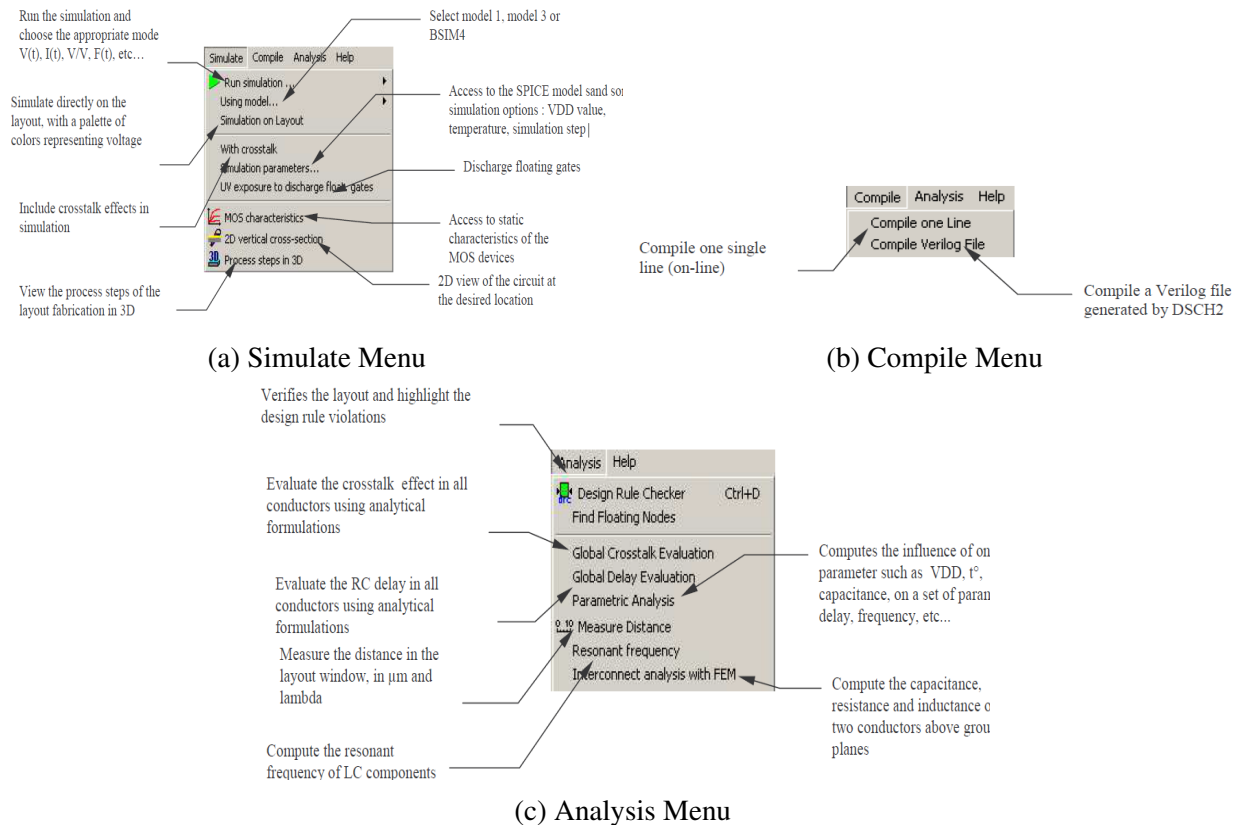 Run the simulation and
choose the appropriate mode
V(t), I(t), V/V, F(t), etc…
Simulate directly on the
layout, with a palette of
colors representing voltage
Include crosstalk effects in
simulation
View the process steps of the
layout fabrication in 3D
Simulate Compile Analysis Help
Run simulation ...
Using model...
Simulation on Layout
With crosstalk
Simulation parameters...
UV exposure to discharge float. gates
MOS characteristics
2D vertical cross-section
3D Process steps in 3D
Select model 1, model 3 or
BSIM4
Access to the SPICE model sand so
simulation options : VDD value,
temperature, simulation step|
Discharge floating gates
Access to static
characteristics of the
MOS devices
2D view of the circuit at
the desired location
(a) Simulate Menu
Compile one single
line (on-line)
Compile Analysis Help
Compile one Line
Compile Verilog File
Compile a Verilog file
generated by DSCH2
(b) Compile Menu
Verifies the layout and highlight the
design rule violations
Evaluate the crosstalk effect in all
conductors using analytical
formulations
Evaluate the RC delay in all
conductors using analytical
formulations
Measure the distance in the
layout window, in µm and
lambda
Compute the resonant
frequency of LC components
Analysis Help
DRC Design Rule Checker Ctrl+D
Find Floating Nodes
Global Crosstalk Evaluation
Global Delay Evaluation
Parametric Analysis
0 10 Measure Distance
Resonant frequency
Interconnect analysis with FEM
Computes the influence of on
parameter such as VDD, t°,
capacitance, on a set of paran
delay, frequency, etc...
Compute the capacitance,
resistance and inductance o
two conductors above grou
planes
(c) Analysis Menu